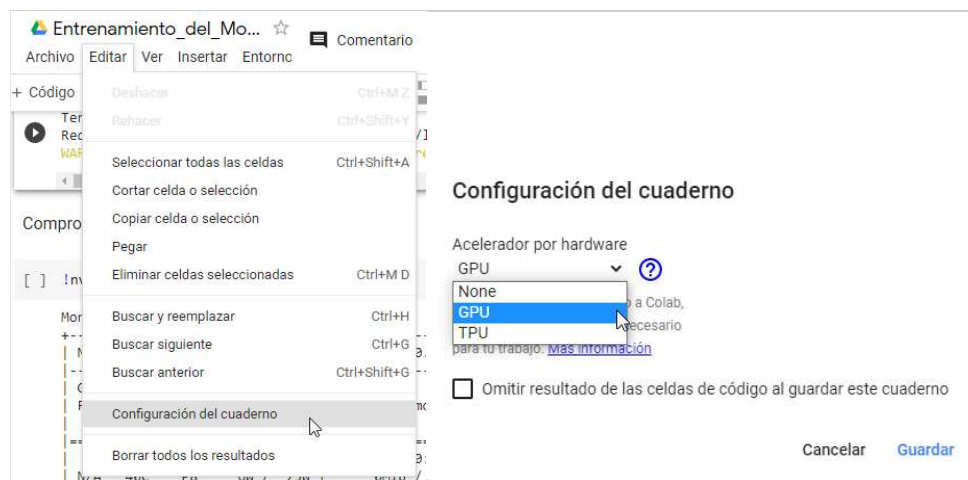 Entrenamiento_del_Mo...
Comentario
Archivo Editar Ver Insertar Entorno
+ Código
Deshacer Ctrl+M Z
Rehacer Ctrl+Shift+Y
Seleccionar todas las celdas Ctrl+Shift+A
Cortar celda o selección
Copiar celda o selección
Pegar
Eliminar celdas seleccionadas Ctrl+M D
Buscar y reemplazar Ctrl+H
Buscar siguiente Ctrl+G
Buscar anterior Ctrl+Shift+G
Configuración del cuaderno
Borrar todos los resultados
Compro
[ ] !nv
Mon
Configuración del cuaderno
Acelerador por hardware
GPU
None
GPU
TPU
a Colab,
para tu trabajo. Más información
Omitir resultado de las celdas de código al guardar este cuaderno
Cancelar Guardar